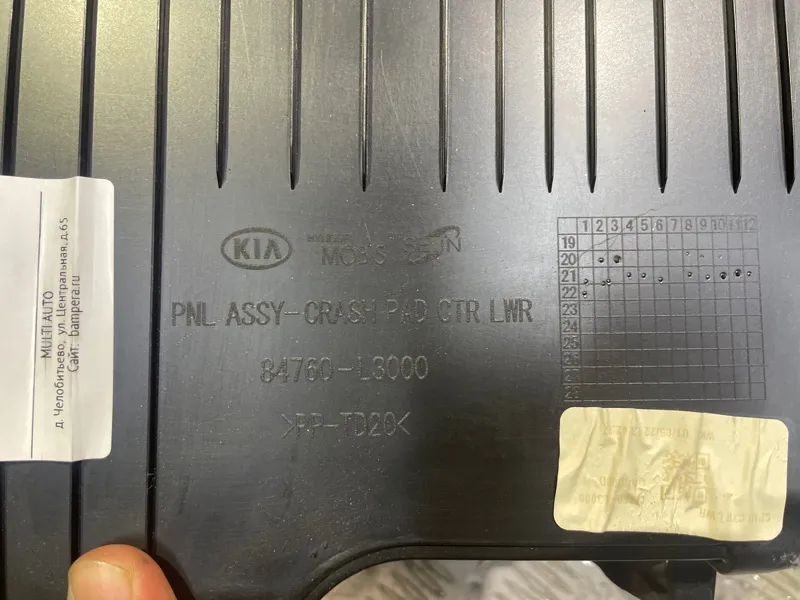 MULTI AUTO
д. Челобитьево, ул. Центральная, д.65
Сайт: bampera.ru
KIA
HYUNDAI
MOBIS
SEJIN
PNL ASSY-CRASH PAD CTR LWR
84760-L3000
>PP-TD20<
1 2 3 4 5 6 7 8 9 10 11 12
19
20
21
22
23
24
25
26